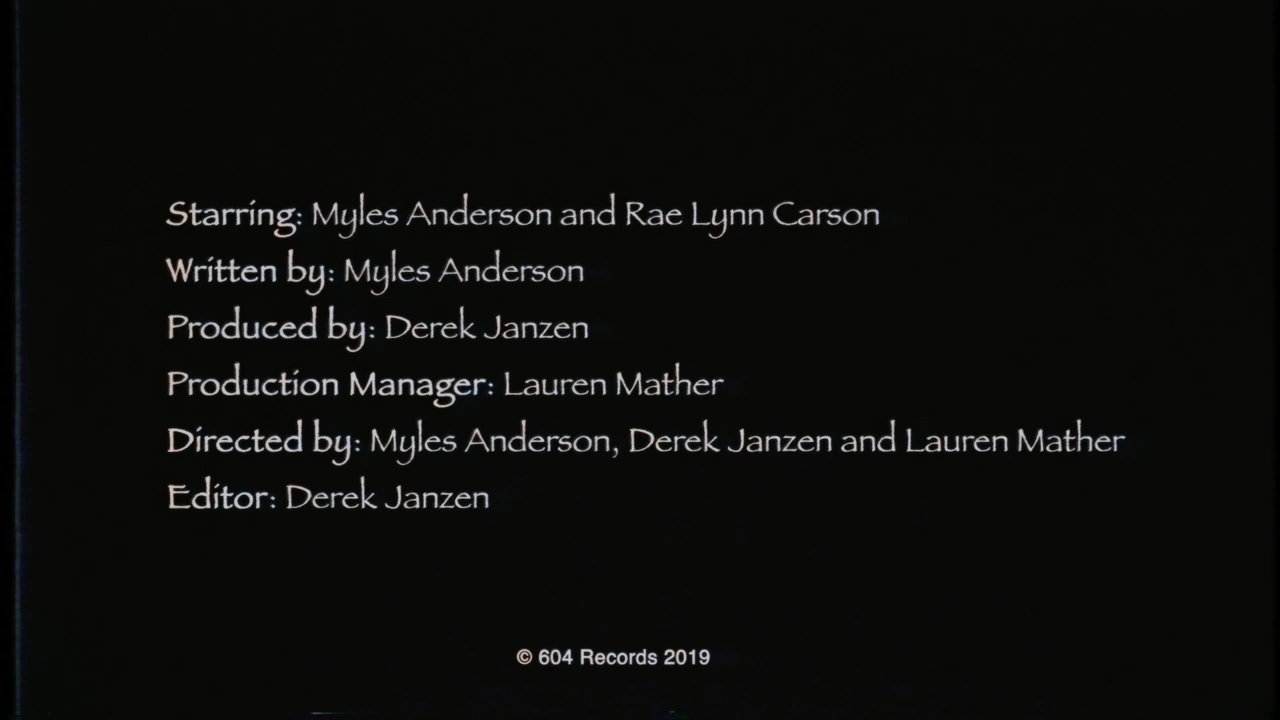 Starring: Myles Anderson and Rae Lynn Carson
Written by: Myles Anderson
Produced by: Derek Janzen
Production Manager: Lauren Mather
Directed by: Myles Anderson, Derek Janzen and Lauren Mather
Editor: Derek Janzen
© 604 Records 2019